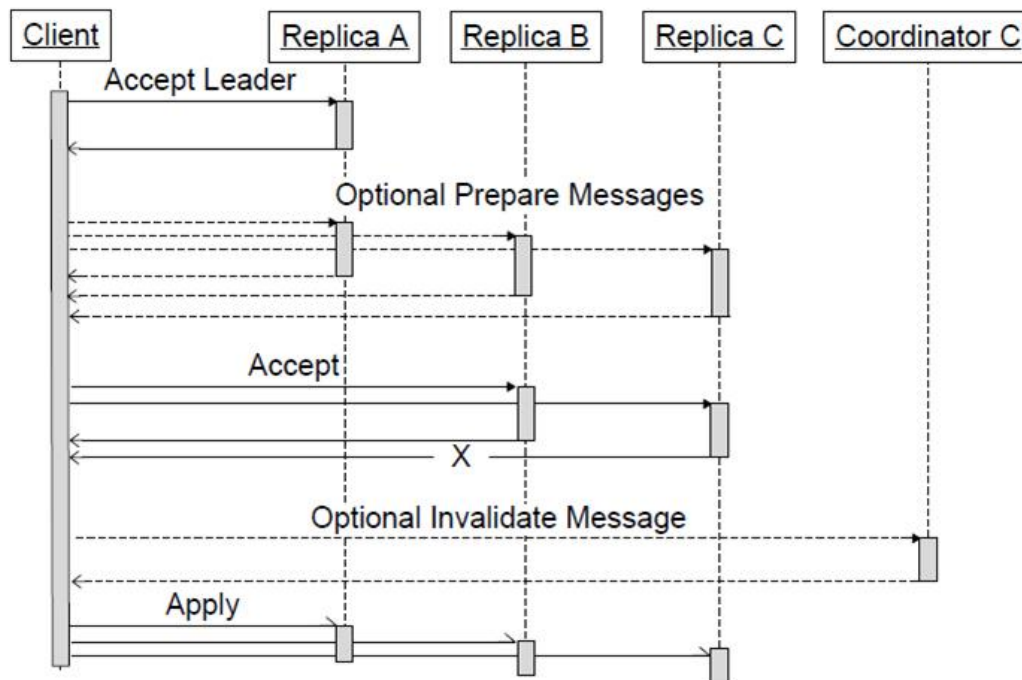 Client
Replica A
Replica B
Replica C
Coordinator C
Accept Leader
Optional Prepare Messages
Accept
X
Optional Invalidate Message
Apply